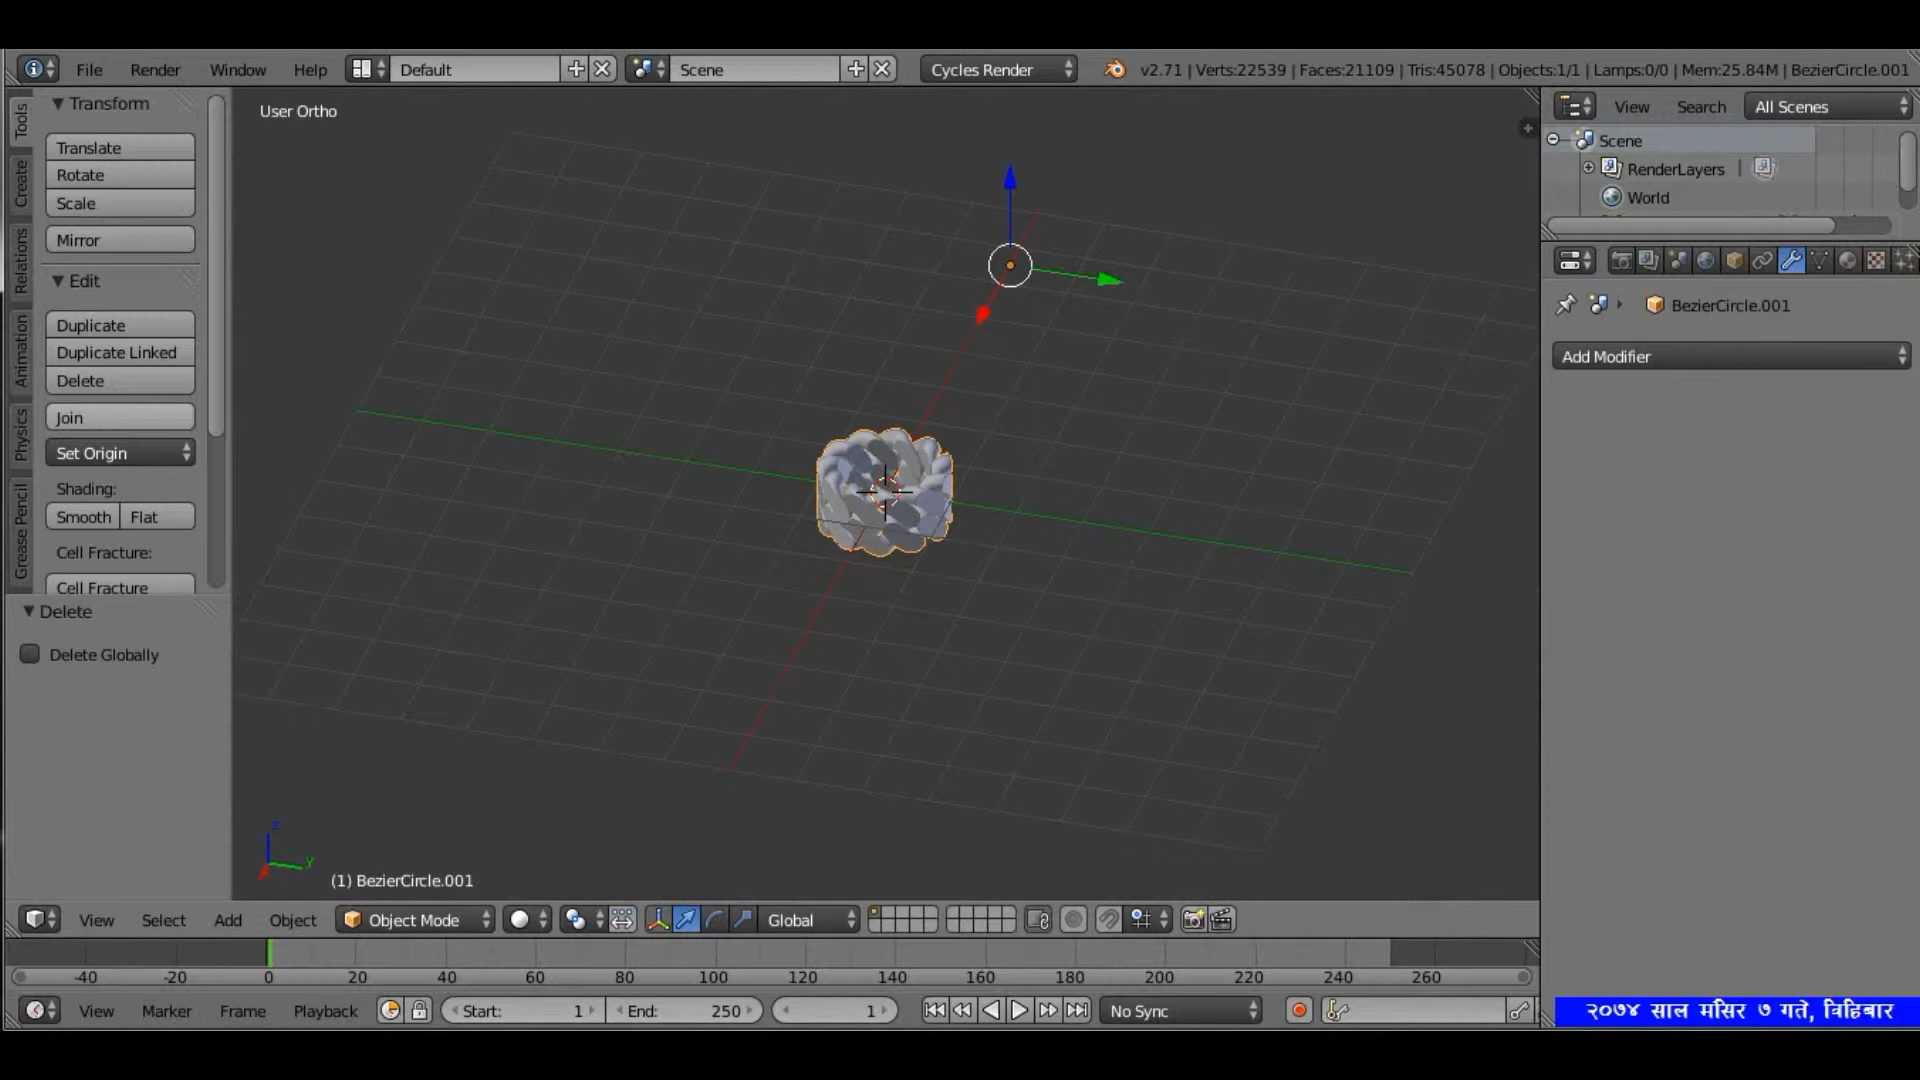 File Render Window Help Default Scene Cycles Render v2.71 | Verts:22539 | Faces:21109 | Tris:45078 | Objects:1/1 | Lamps:0/0 | Mem:25.84M | BezierCircle.001
Tools
Create
Relations
Animation
Physics
Grease Pencil
Transform
Translate
Rotate
Scale
Mirror
Edit
Duplicate
Duplicate Linked
Delete
Join
Set Origin
Shading:
Smooth Flat
Cell Fracture:
Cell Fracture
Delete
Delete Globally
User Ortho
z
y
(1) BezierCircle.001
View Search All Scenes
Scene
RenderLayers
World
BezierCircle.001
Add Modifier
View Select Add Object Object Mode Global
-40 -20 0 20 40 60 80 100 120 140 160 180 200 220 240 260
View Marker Frame Playback Start: 1 End: 250 1 No Sync
२०७४ साल मंसिर ७ गते, विहिबार